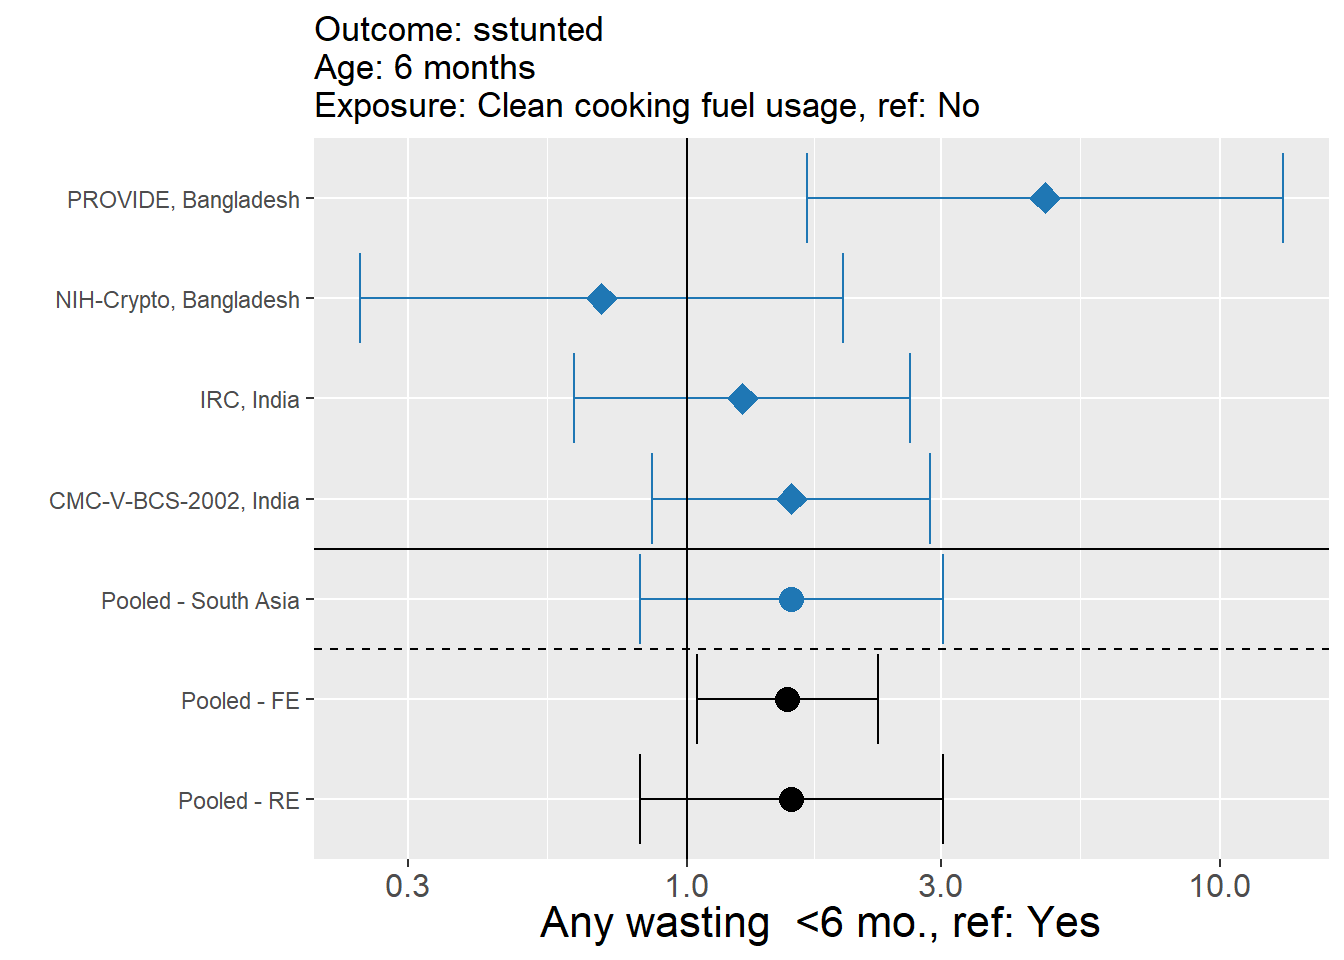 Outcome: sstunted
Age: 6 months
Exposure: Clean cooking fuel usage, ref: No
PROVIDE, Bangladesh
NIH-Crypto, Bangladesh
IRC, India
CMC-V-BCS-2002, India
Pooled - South Asia
Pooled - FE
Pooled - RE
0.3 1.0 3.0 10.0
Any wasting  <6 mo., ref: Yes